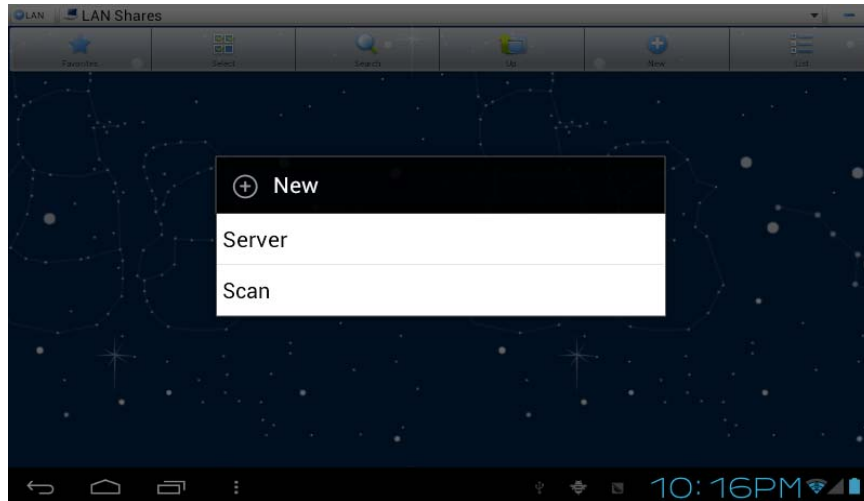 LAN
LAN Shares
Favorites
Select
Search
Up
New
List
New
Server
Scan
10:16PM